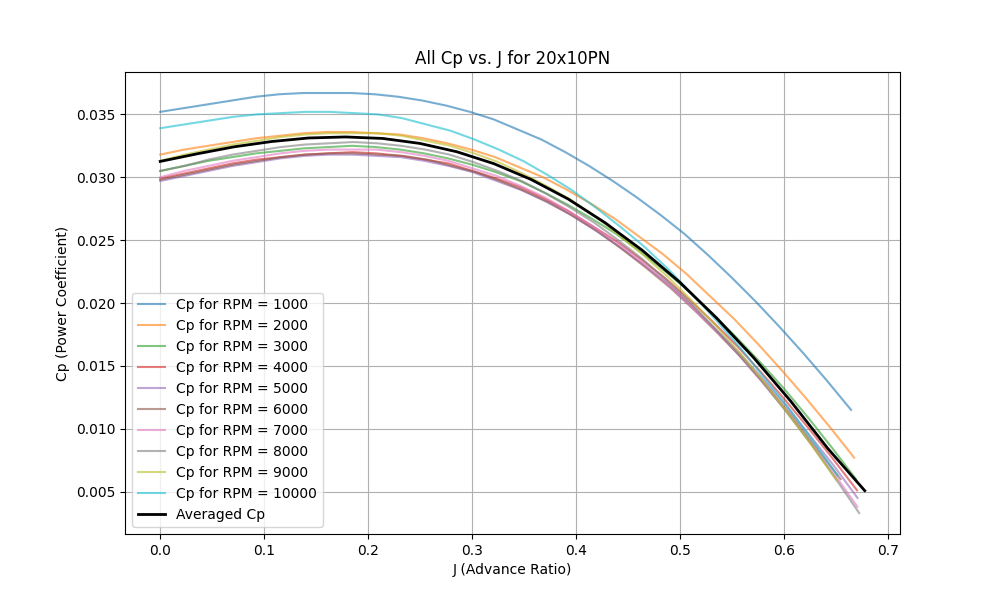 All Cp vs. J for 20x10PN
Cp (Power Coefficient)
0.035
0.030
0.025
0.020
0.015
0.010
0.005
Cp for RPM = 1000
Cp for RPM = 2000
Cp for RPM = 3000
Cp for RPM = 4000
Cp for RPM = 5000
Cp for RPM = 6000
Cp for RPM = 7000
Cp for RPM = 8000
Cp for RPM = 9000
Cp for RPM = 10000
Averaged Cp
0.0 0.1 0.2 0.3 0.4 0.5 0.6 0.7
J (Advance Ratio)